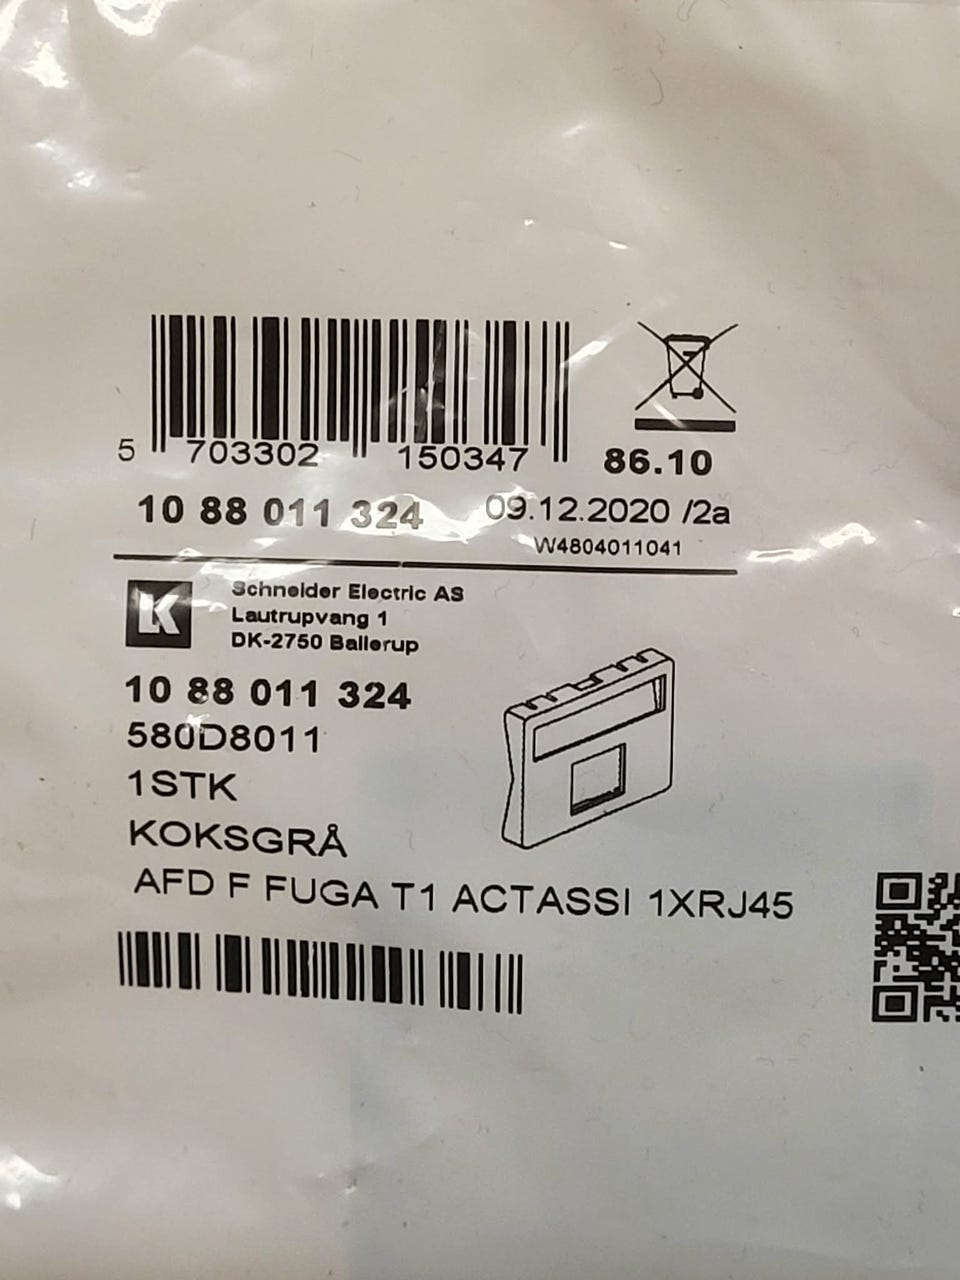 5 703302 150347
86.10
10 88 011 324 09.12.2020 /2a
W4804011041
K
Schneider Electric AS
Lautrupvang 1
DK-2750 Ballerup
10 88 011 324
580D8011
1STK
KOKSGRÅ
AFD F FUGA T1 ACTASSI 1XRJ45